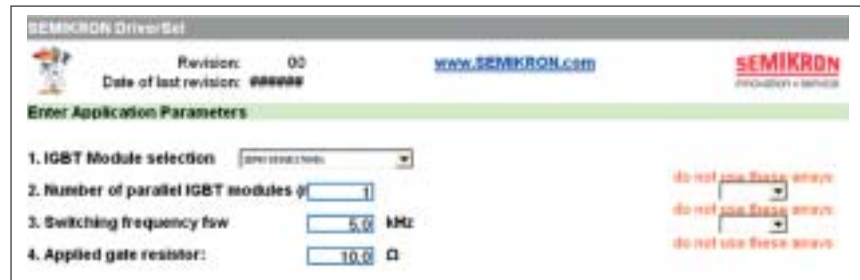 SEMIKRON DriverSel
Revision: 00
www.SEMIKRON.com
Date of last revision: ######
SEMIKRON
innovation + service
Enter Application Parameters
1. IGBT Module selection
do not use these arrays
2. Number of parallel IGBT modules 1
do not use these arrays
3. Switching frequency fsw 5,0 kHz
do not use these arrays
4. Applied gate resistor: 10,0 Ω